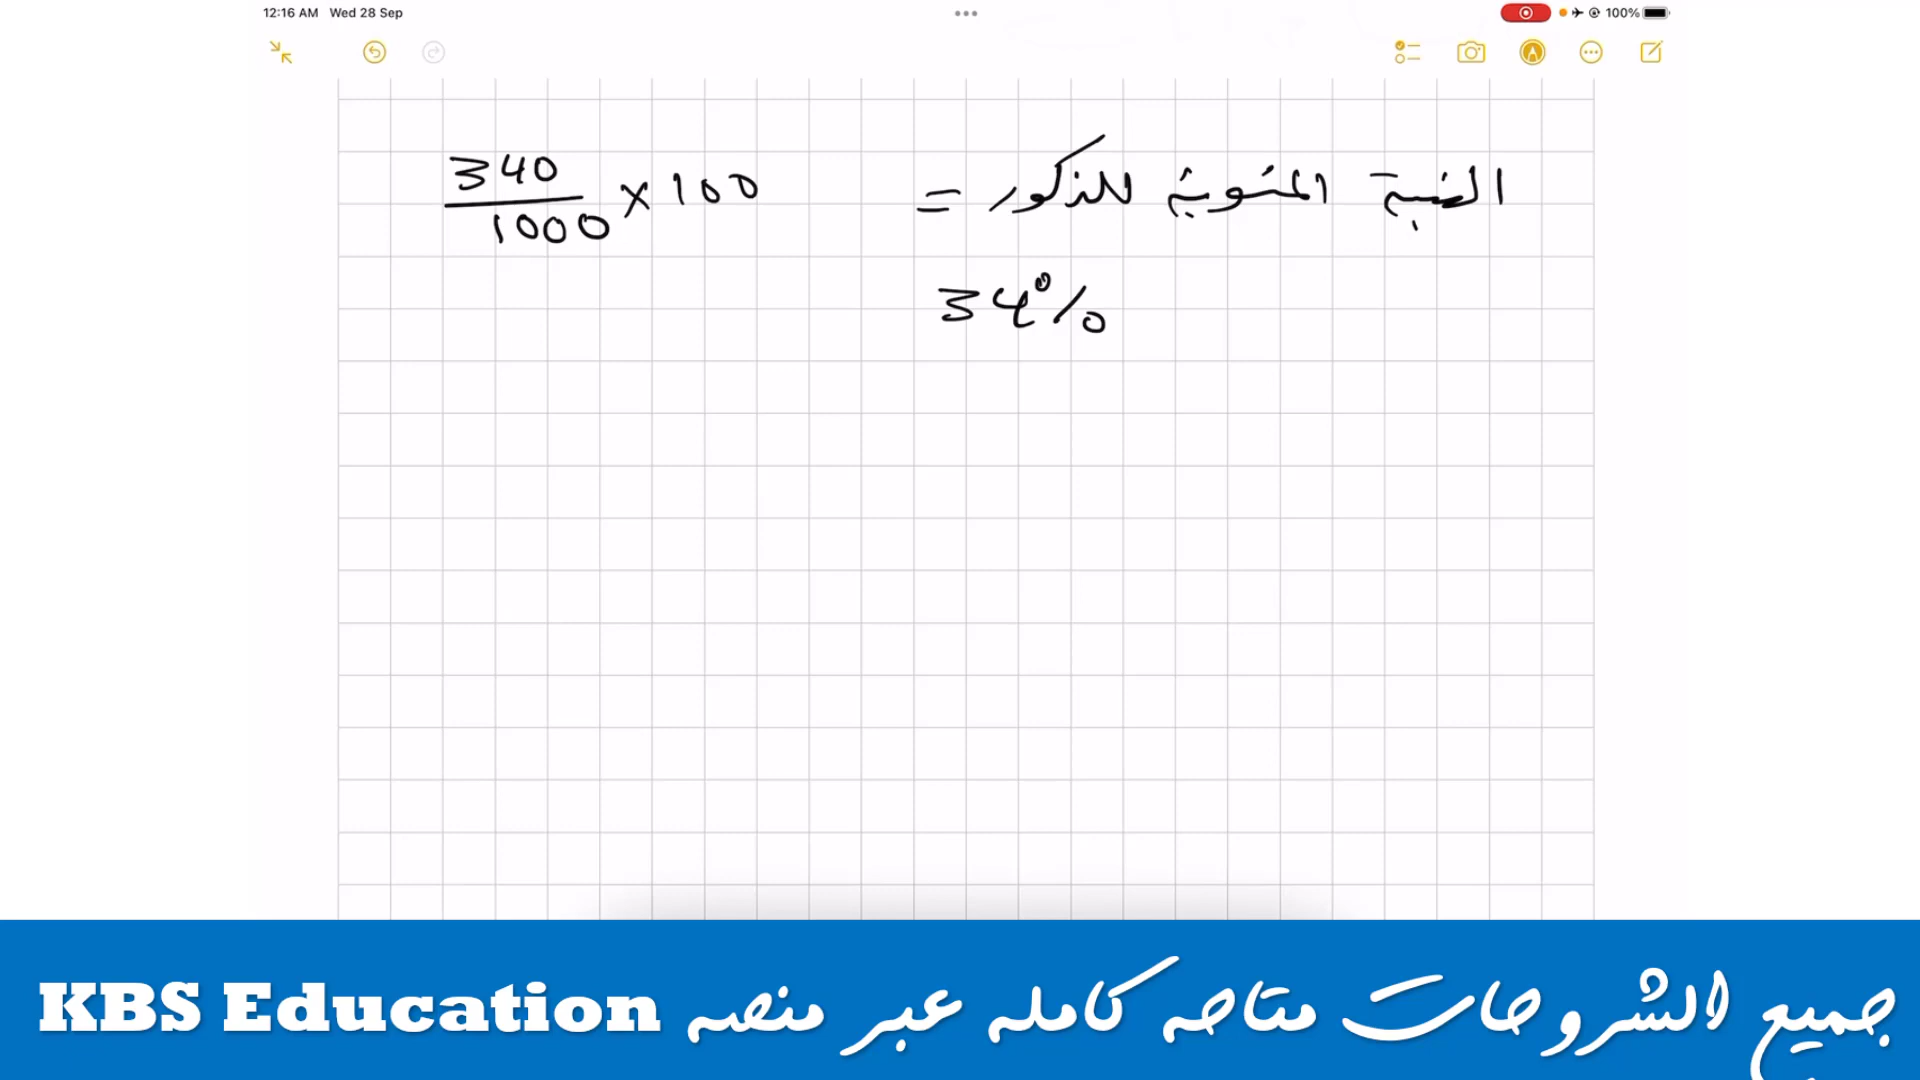 12:16 AM Wed 28 Sep
100%
النسبة المئوية للذكور = 340/1000 × 100
34%
جميع الشروحات متاحه كامله عبر منصه KBS Education